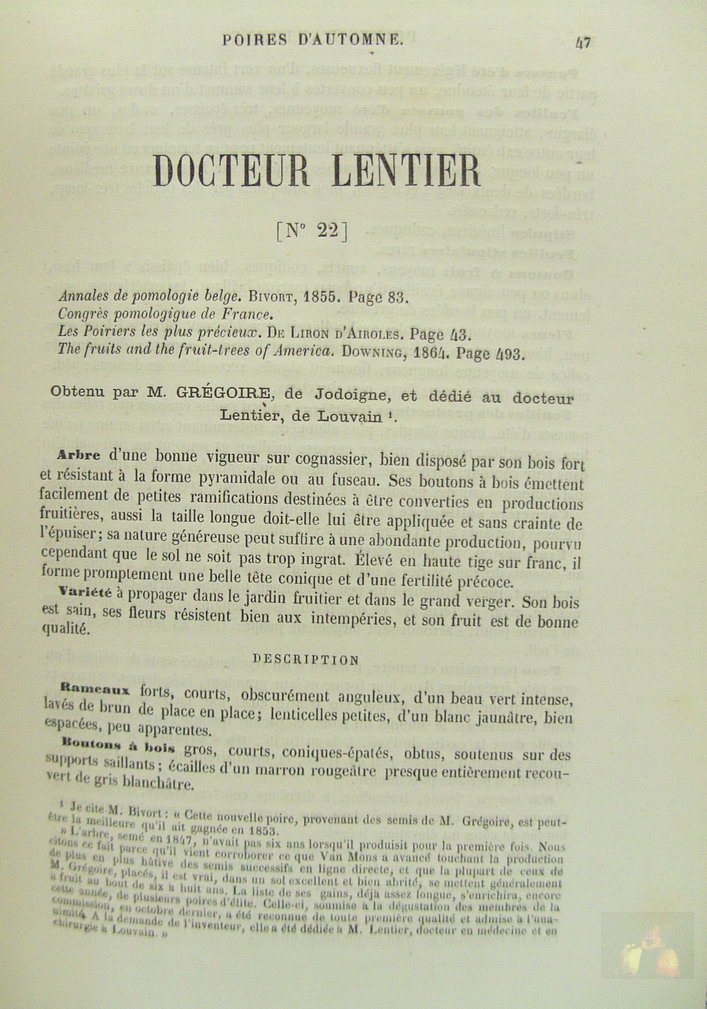 POIRES D'AUTOMNE.
47
DOCTEUR LENTIER
[N° 22]
Annales de pomologie belge. BIVORT, 1855. Page 83.
Congrès pomologique de France.
Les Poiriers les plus précieux. DE LIRON D'AIROLES. Page 43.
The fruits and the fruit-trees of America. DOWNING, 1864. Page 493.
Obtenu par M. GRÉGOIRE, de Jodoigne, et dédié au docteur
Lentier, de Louvain ¹.
Arbre d'une bonne vigueur sur cognassier, bien disposé par son bois fort
et résistant à la forme pyramidale ou au fuseau. Ses boutons à bois émettent
facilement de petites ramifications destinées à être converties en productions
fruitières, aussi la taille longue doit-elle lui être appliquée et sans crainte de
l'épuiser; sa nature généreuse peut suffire à une abondante production, pourvu
cependant que le sol ne soit pas trop ingrat. Élevé en haute tige sur franc, il
forme promptement une belle tête conique et d'une fertilité précoce.
Variété à propager dans le jardin fruitier et dans le grand verger. Son bois
est sain, ses fleurs résistent bien aux intempéries, et son fruit est de bonne
qualité.
DESCRIPTION
Rameaux forts, courts, obscurément anguleux, d'un beau vert intense,
lavés de brun de place en place; lenticelles petites, d'un blanc jaunâtre, bien
espacées, peu apparentes.
Boutons à bois gros, courts, coniques-épatés, obtus, soutenus sur des
supports saillants; écailles d'un marron rougeâtre presque entièrement recou-
vert de gris blanchâtre.
¹ Je cite M. Bivort: « Cette nouvelle poire, provenant des semis de M. Grégoire, est peut-
être la meilleure qu'il ait gagnée en 1853.
» L'arbre, semé en 1847, n'avait pas six ans lorsqu'il produisit pour la première fois. Nous
citons ce fait parce qu'il vient corroborer ce que Van Mons a avancé touchant la production
de plus en plus hâtive des semis successifs en ligne directe, et que la plupart de ceux de
M. Grégoire, placés, il est vrai, dans un sol excellent et bien abrité, se mettent généralement
à fruit au bout de six à huit ans. La liste de ses gains, déjà assez longue, s'enrichira, encore
cette année, de plusieurs poires d'élite. Celle-ci, soumise à la dégustation des membres de la
commission, en octobre dernier, a été reconnue de toute première qualité et admise à l'una-
nimité. A la demande de l'inventeur, elle a été dédiée à M. Lentier, docteur en médecine et en
chirurgie à Louvain. »